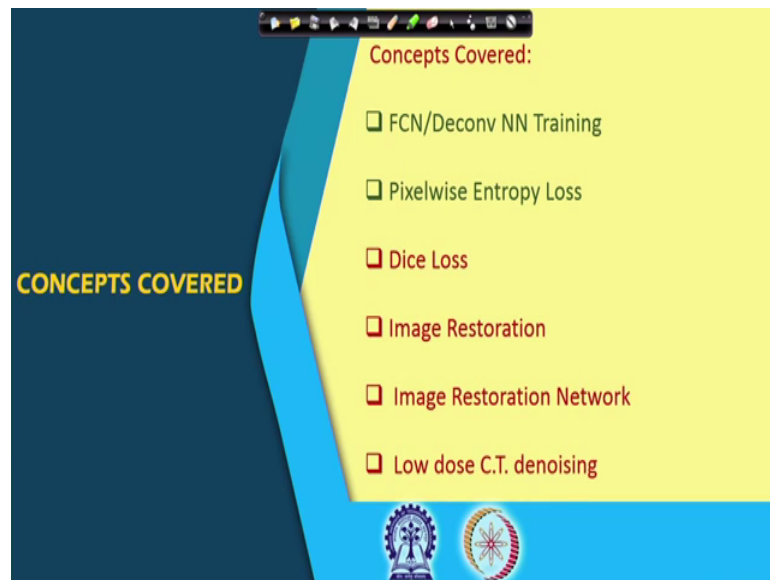 Concepts Covered:
FCN/Deconv NN Training
Pixelwise Entropy Loss
CONCEPTS COVERED
Dice Loss
Image Restoration
Image Restoration Network
Low dose C.T. denoising